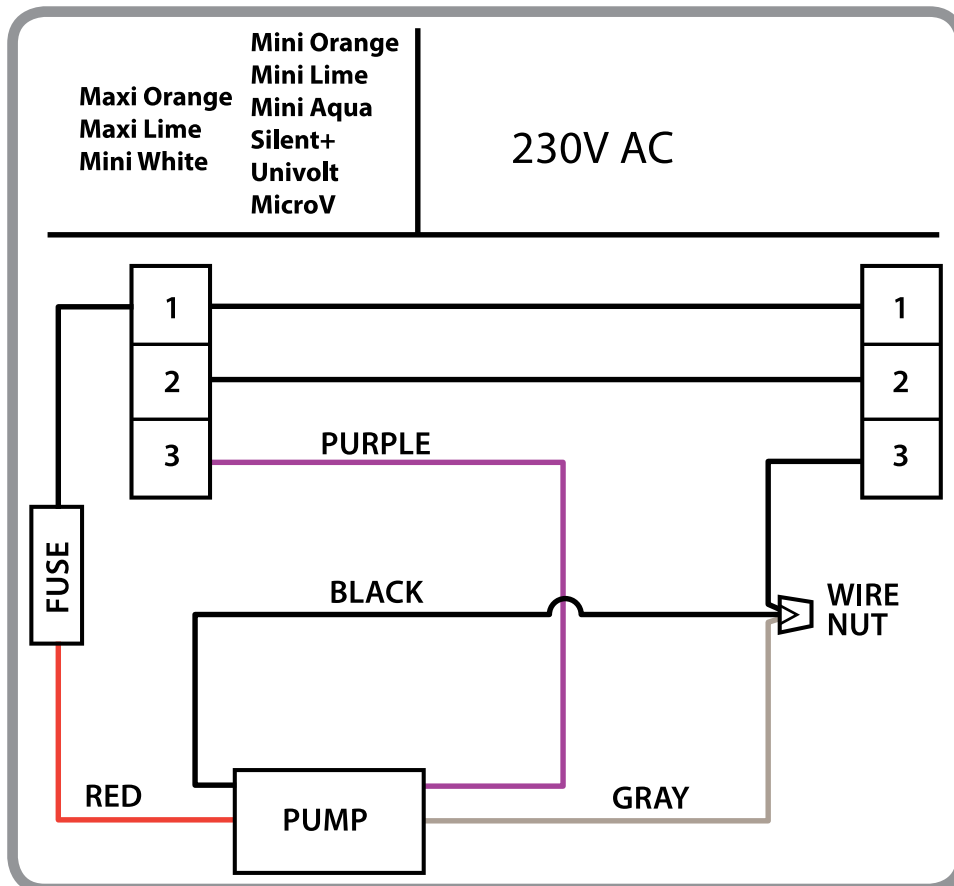 Maxi Orange
Maxi Lime
Mini White
Mini Orange
Mini Lime
Mini Aqua
Silent+
Univolt
MicroV
230V AC
1
2
3
1
2
3
PURPLE
FUSE
BLACK
WIRE
NUT
RED
PUMP
GRAY